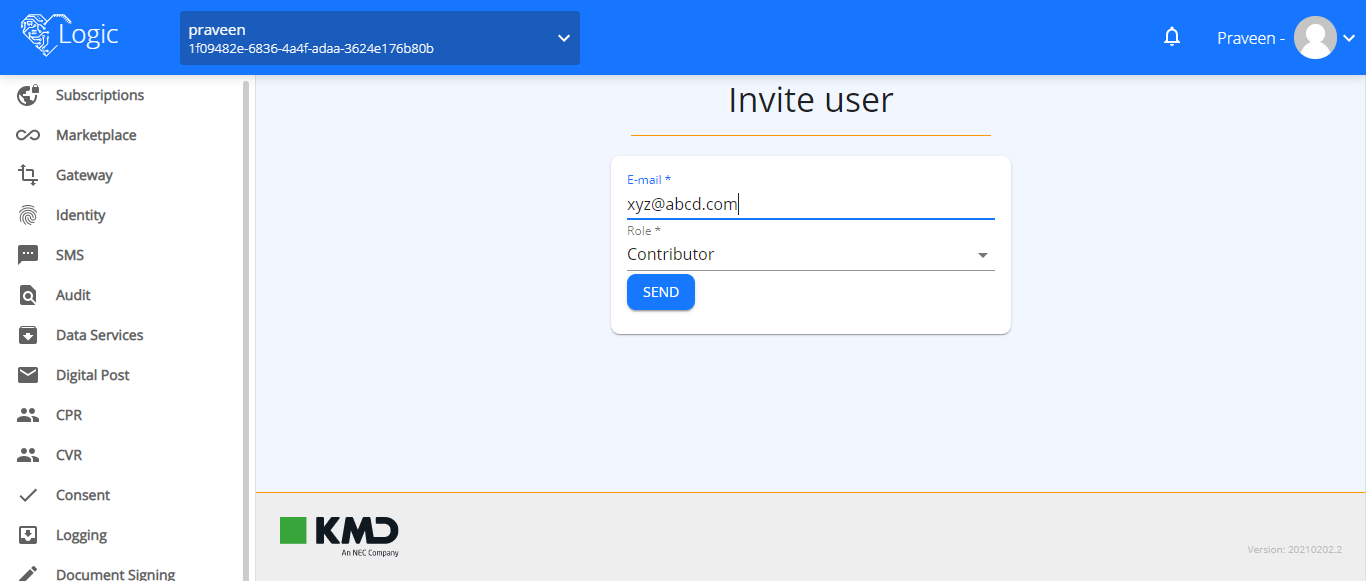 Logic
praveen
1f09482e-6836-4a4f-adaa-3624e176b80b
Praveen -
Subscriptions
Marketplace
Gateway
Identity
SMS
Audit
Data Services
Digital Post
CPR
CVR
Consent
Logging
Document Signing
Invite user
E-mail *
xyz@abcd.com
Role *
Contributor
SEND
KMD
An NEC Company
Version: 20210202.2